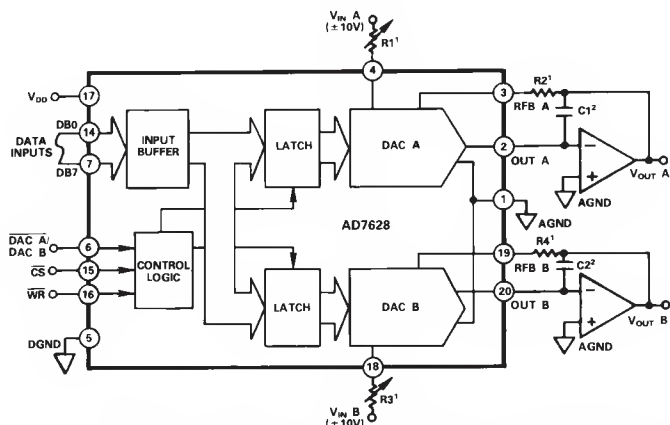 V_IN A
(±10V)
R1¹
4
V_DD
17
3
R2¹
RFB A
C1²
DB0
14
DATA
INPUTS
7
DB7
INPUT
BUFFER
LATCH
DAC A
2
OUT A
V_OUT A
AGND
1
AGND
AD7628
DAC A/
DAC B
6
CS
15
WR
16
CONTROL
LOGIC
19
R4¹
RFB B
C2²
LATCH
DAC B
20
OUT B
V_OUT B
AGND
DGND
5
18
R3¹
V_IN B
(±10V)